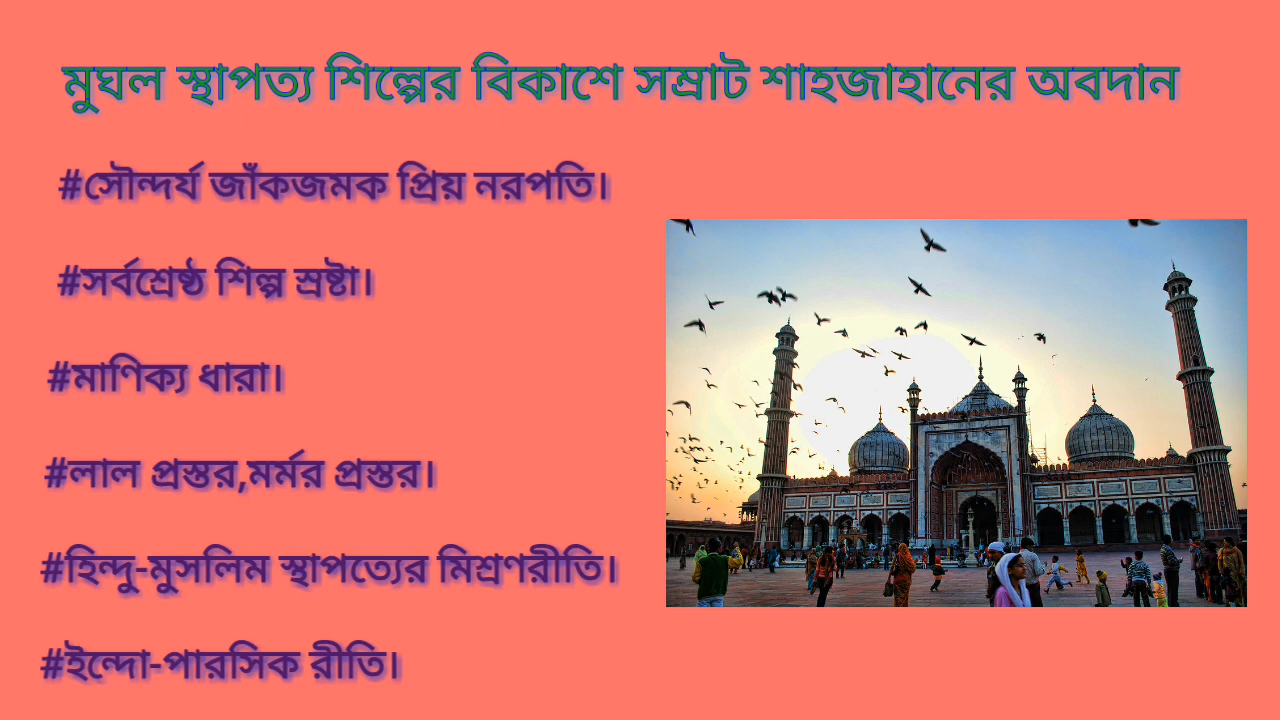 মুঘল স্থাপত্য শিল্পের বিকাশে সম্রাট শাহজাহানের অবদান
#সৌন্দর্য জাঁকজমক প্রিয় নরপতি।
#সর্বশ্রেষ্ঠ শিল্প স্রষ্টা।
#মাণিক্য ধারা।
#লাল প্রস্তর,মর্মর প্রস্তর।
#হিন্দু-মুসলিম স্থাপত্যের মিশ্রণরীতি।
#ইন্দো-পারসিক রীতি।